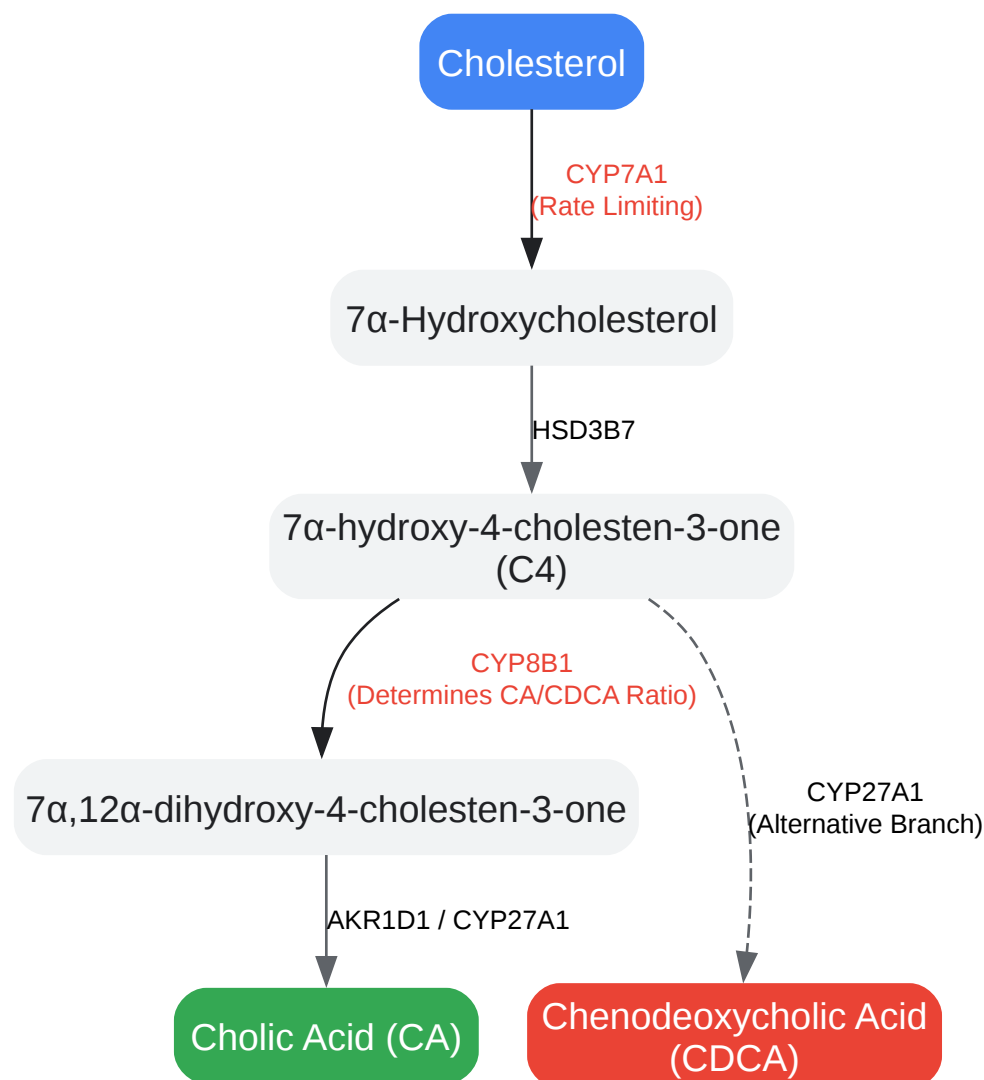 Cholesterol
CYP7A1
(Rate Limiting)
7α-Hydroxycholesterol
HSD3B7
7α-hydroxy-4-cholesten-3-one
(C4)
CYP8B1
(Determines CA/CDCA Ratio)
7α,12α-dihydroxy-4-cholesten-3-one
CYP27A1
(Alternative Branch)
AKR1D1 / CYP27A1
Cholic Acid (CA)
Chenodeoxycholic Acid
(CDCA)